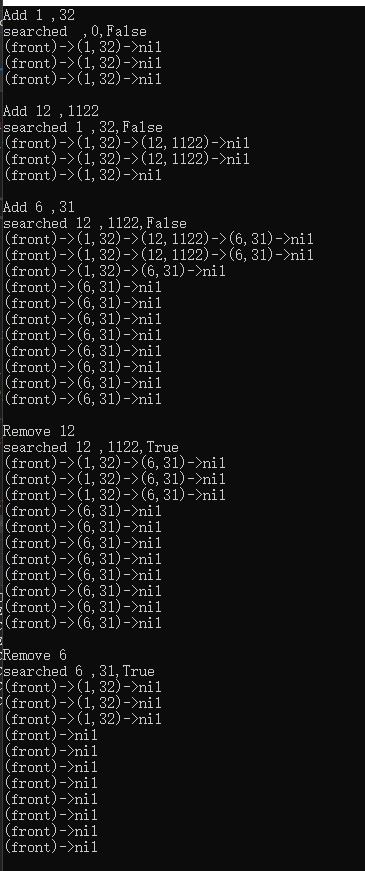 Add 1 ,32
searched  ,0,False
(front)->(1,32)->nil
(front)->(1,32)->nil
(front)->(1,32)->nil

Add 12 ,1122
searched 1 ,32,False
(front)->(1,32)->(12,1122)->nil
(front)->(1,32)->(12,1122)->nil
(front)->(1,32)->nil

Add 6 ,31
searched 12 ,1122,False
(front)->(1,32)->(12,1122)->(6,31)->nil
(front)->(1,32)->(12,1122)->(6,31)->nil
(front)->(1,32)->(6,31)->nil
(front)->(6,31)->nil
(front)->(6,31)->nil
(front)->(6,31)->nil
(front)->(6,31)->nil
(front)->(6,31)->nil
(front)->(6,31)->nil
(front)->(6,31)->nil
(front)->(6,31)->nil

Remove 12
searched 12 ,1122,True
(front)->(1,32)->(6,31)->nil
(front)->(1,32)->(6,31)->nil
(front)->(1,32)->(6,31)->nil
(front)->(6,31)->nil
(front)->(6,31)->nil
(front)->(6,31)->nil
(front)->(6,31)->nil
(front)->(6,31)->nil
(front)->(6,31)->nil
(front)->(6,31)->nil
(front)->(6,31)->nil

Remove 6
searched 6 ,31,True
(front)->(1,32)->nil
(front)->(1,32)->nil
(front)->(1,32)->nil
(front)->nil
(front)->nil
(front)->nil
(front)->nil
(front)->nil
(front)->nil
(front)->nil
(front)->nil